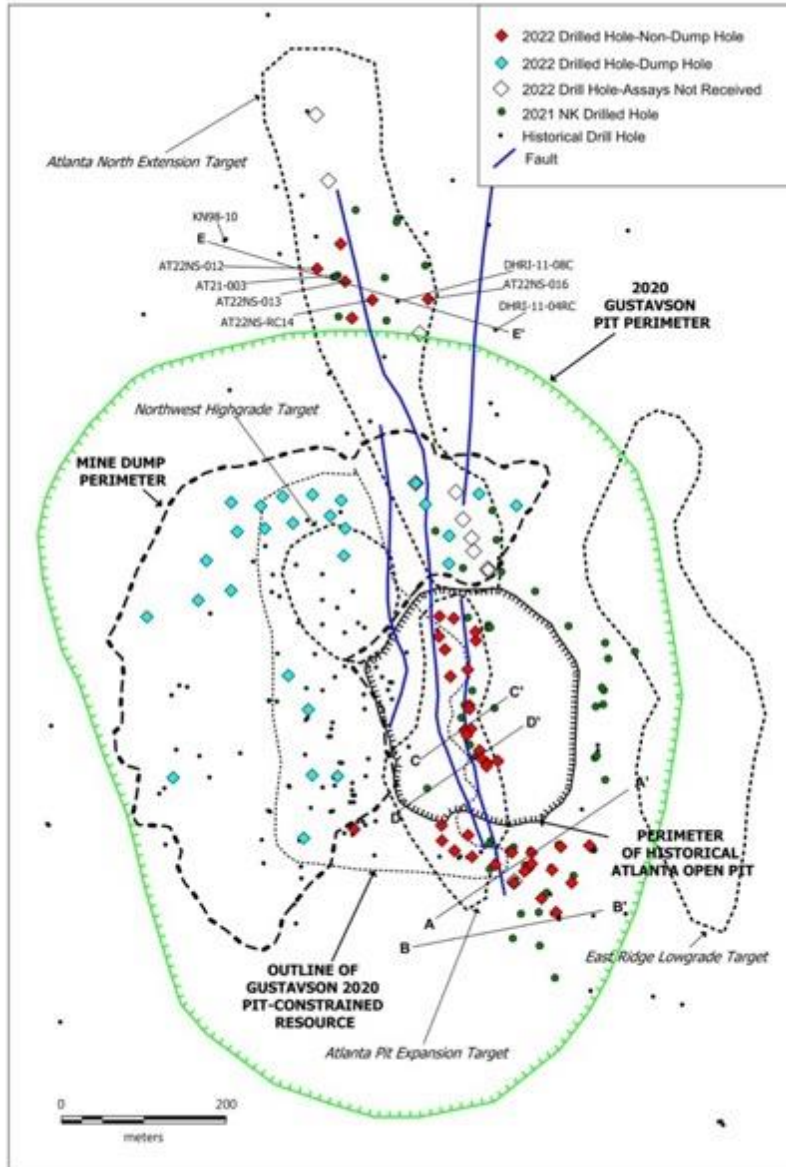 2022 Drilled Hole-Non-Dump Hole
2022 Drilled Hole-Dump Hole
2022 Drill Hole-Assays Not Received
2021 NK Drilled Hole
Historical Drill Hole
Fault
Atlanta North Extension Target
KN98-10
E
AT22NS-012
AT21-003
AT22NS-013
AT22NS-RC14
DHRI-11-08C
AT22NS-016
DHRI-11-04RC
E'
2020
GUSTAVSON
PIT PERIMETER
Northwest Highgrade Target
MINE DUMP
PERIMETER
C'
D'
C
D
A'
PERIMETER
OF HISTORICAL
ATLANTA OPEN PIT
A
B'
B
East Ridge Lowgrade Target
OUTLINE OF
GUSTAVSON 2020
PIT-CONSTRAINED
RESOURCE
Atlanta Pit Expansion Target
0
200
meters